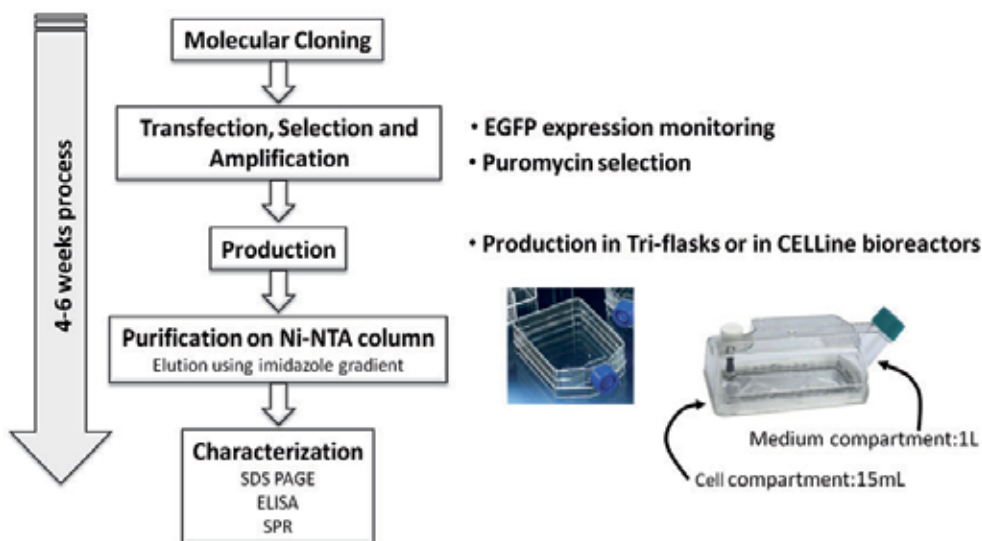 4-6 weeks process
Molecular Cloning
Transfection, Selection and
Amplification
• EGFP expression monitoring
• Puromycin selection
Production
• Production in Tri-flasks or in CELLine bioreactors
Purification on Ni-NTA column
Elution using imidazole gradient
Medium compartment:1L
Cell compartment:15mL
Characterization
SDS PAGE
ELISA
SPR